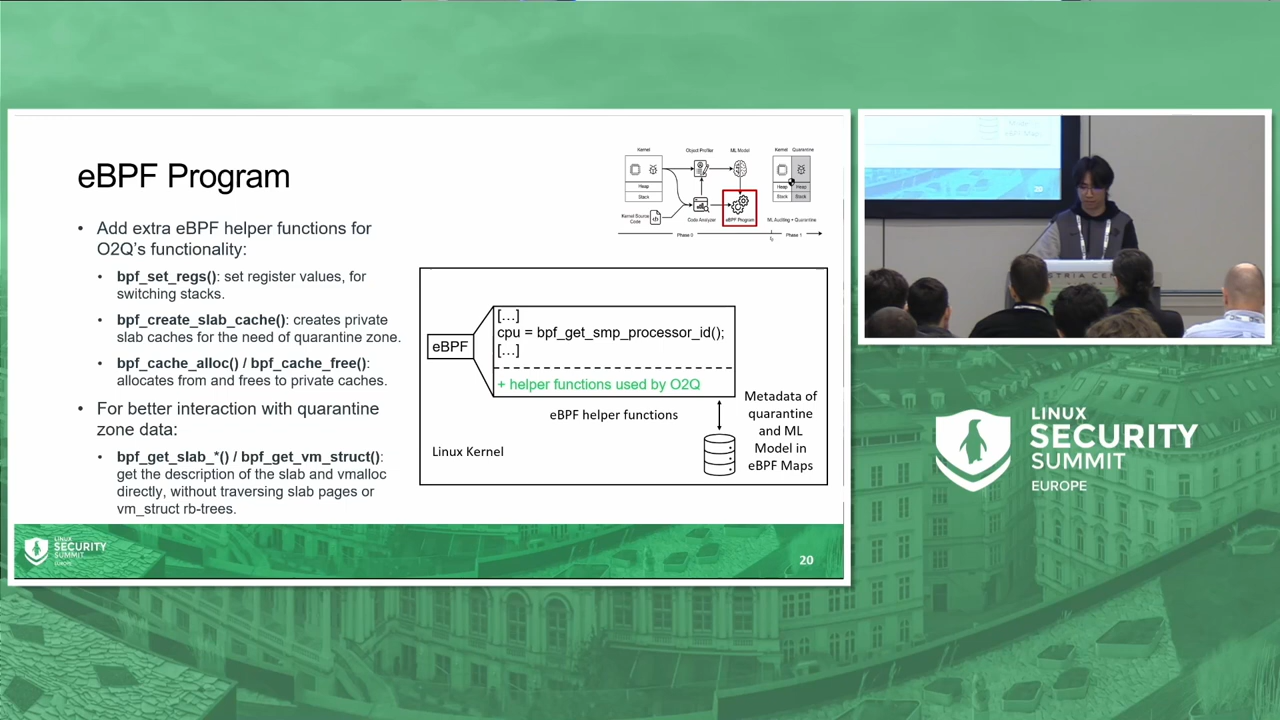 eBPF Program
• Add extra eBPF helper functions for
O2Q's functionality:
• bpf_set_regs(): set register values, for
switching stacks.
• bpf_create_slab_cache(): creates private
slab caches for the need of quarantine zone.
• bpf_cache_alloc() / bpf_cache_free():
allocates from and frees to private caches.
• For better interaction with quarantine
zone data:
• bpf_get_slab_*() / bpf_get_vm_struct():
get the description of the slab and vmalloc
directly, without traversing slab pages or
vm_struct rb-trees.
Kernel
Object Profiler
ML Model
Kernel Quarantine
Heap
Stack
Heap Heap
Stack Stack
Kernel Source
Code
Code Analyzer
eBPF Program
ML Auditing + Quarantine
Phase 0
t₀
Phase 1
eBPF
[...]
cpu = bpf_get_smp_processor_id();
[...]
+ helper functions used by O2Q
eBPF helper functions
Linux Kernel
Metadata of
quarantine
and ML
Model in
eBPF Maps
LINUX
SECURITY
SUMMIT
EUROPE
20
20
LINUX
SECURITY
SUMMIT
EUROPE